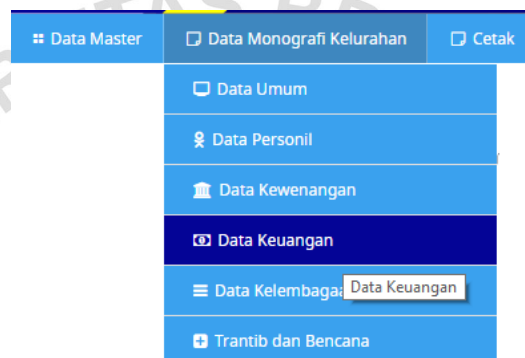 Data Master
Data Monografi Kelurahan
Cetak
Data Umum
Data Personil
Data Kewenangan
Data Keuangan
Data Kelembagaa
Data Keuangan
Trantib dan Bencana